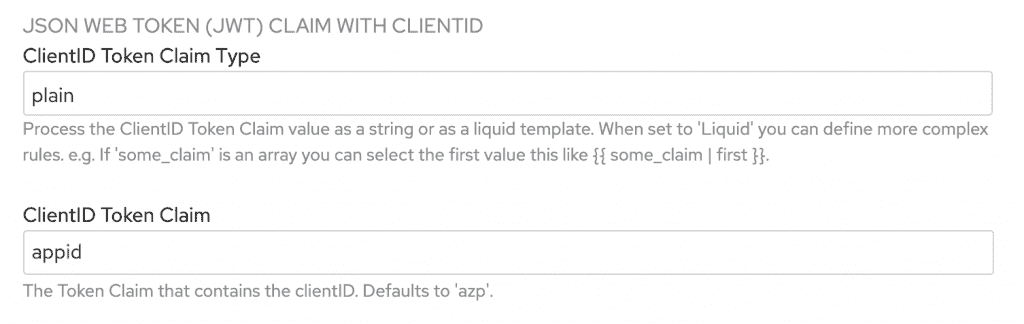 JSON WEB TOKEN (JWT) CLAIM WITH CLIENTID
ClientID Token Claim Type
plain
Process the ClientID Token Claim value as a string or as a liquid template. When set to 'Liquid' you can define more complex
rules. e.g. If 'some_claim' is an array you can select the first value this like {{ some_claim | first }}.
ClientID Token Claim
appid
The Token Claim that contains the clientID. Defaults to 'azp'.